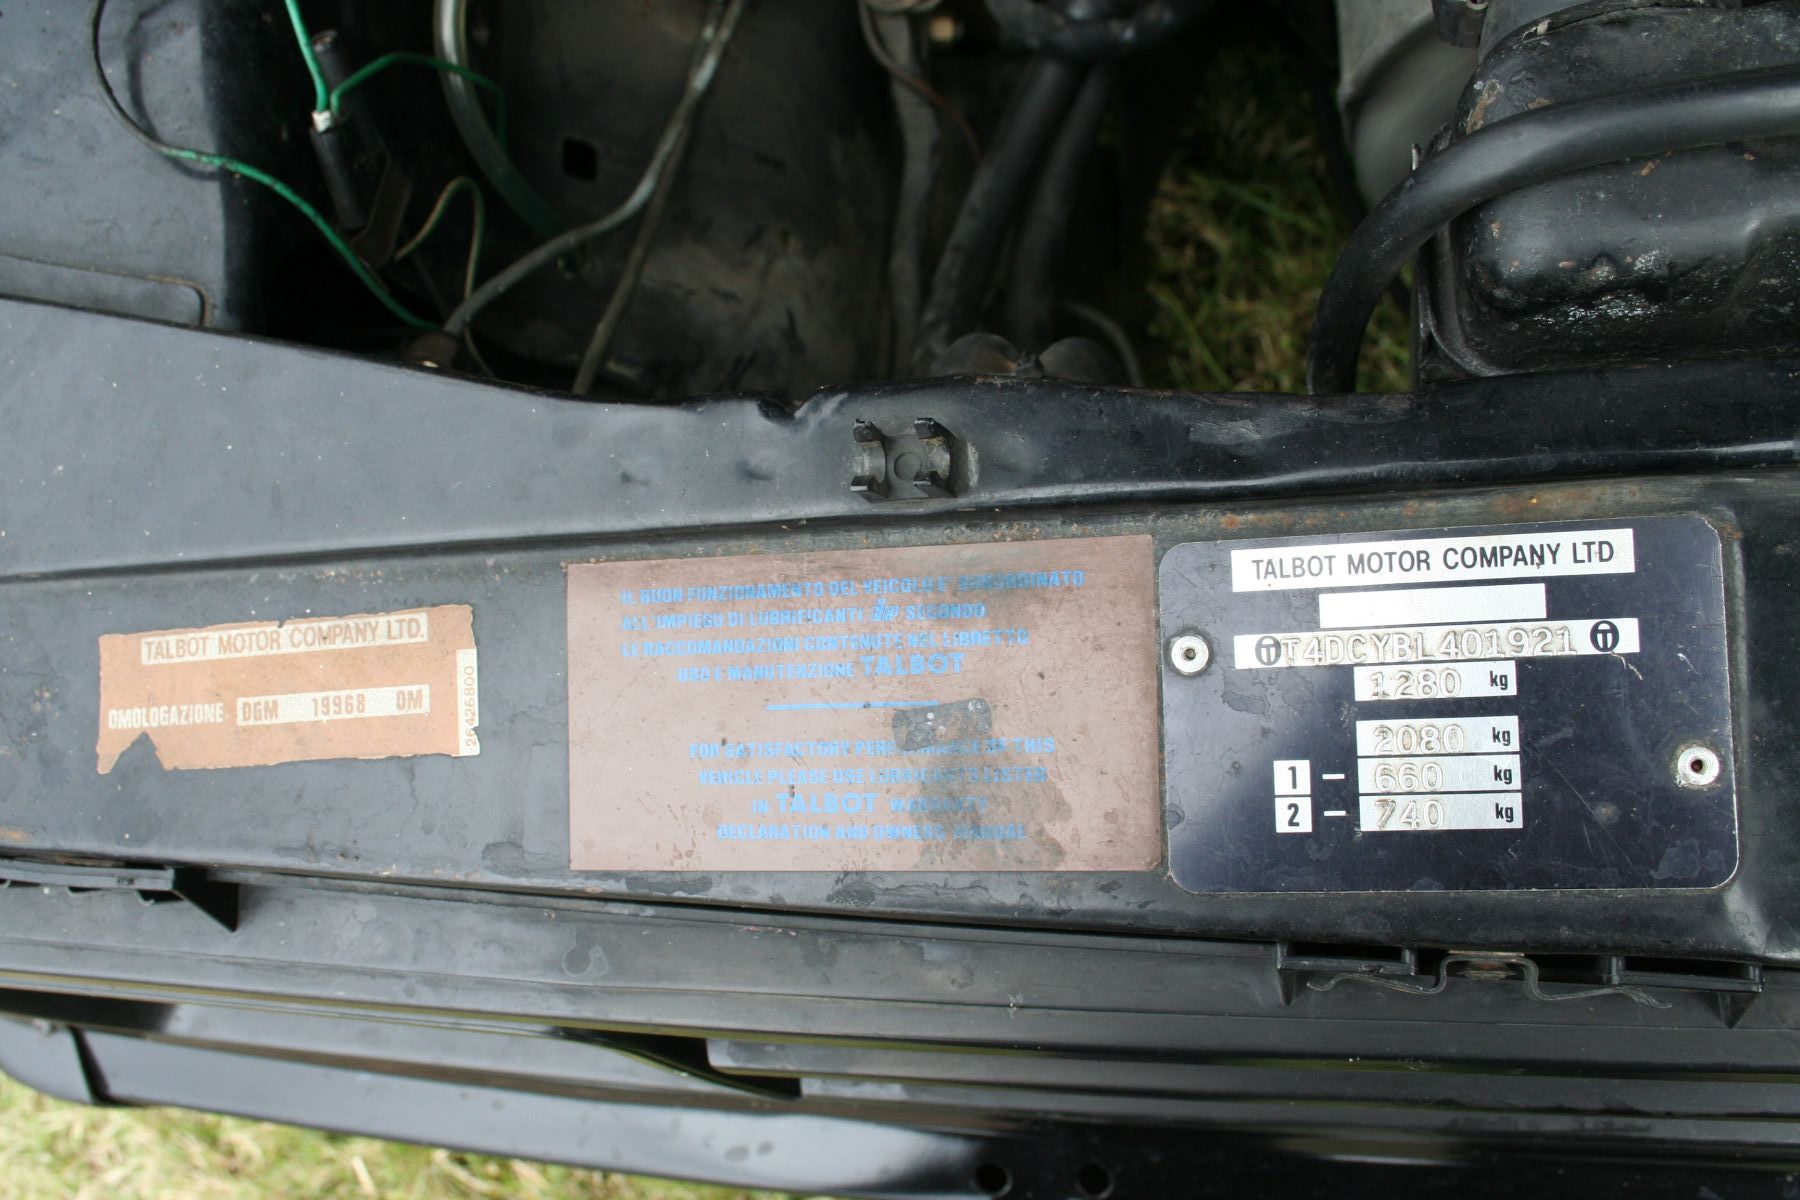 TALBOT MOTOR COMPANY LTD.
OMOLOGAZIONE DGM 19968 OM
26426800
IL BUON FUNZIONAMENTO DEL VEICOLO E' SUBORDINATO
ALL'IMPIEGO DI LUBRIFICANTI SECONDO
LE RACCOMANDAZIONI CONTENUTE NEL LIBRETTO
USO E MANUTENZIONE TALBOT
FOR SATISFACTORY PERFORMANCE OF THIS
VEHICLE PLEASE USE LUBRICANTS LISTED
IN TALBOT WARRANTY
DECLARATION AND OWNERS MANUAL
TALBOT MOTOR COMPANY LTD
T T4DCYBL401921 T
1280 kg
2080 kg
1 - 660 kg
2 - 740 kg